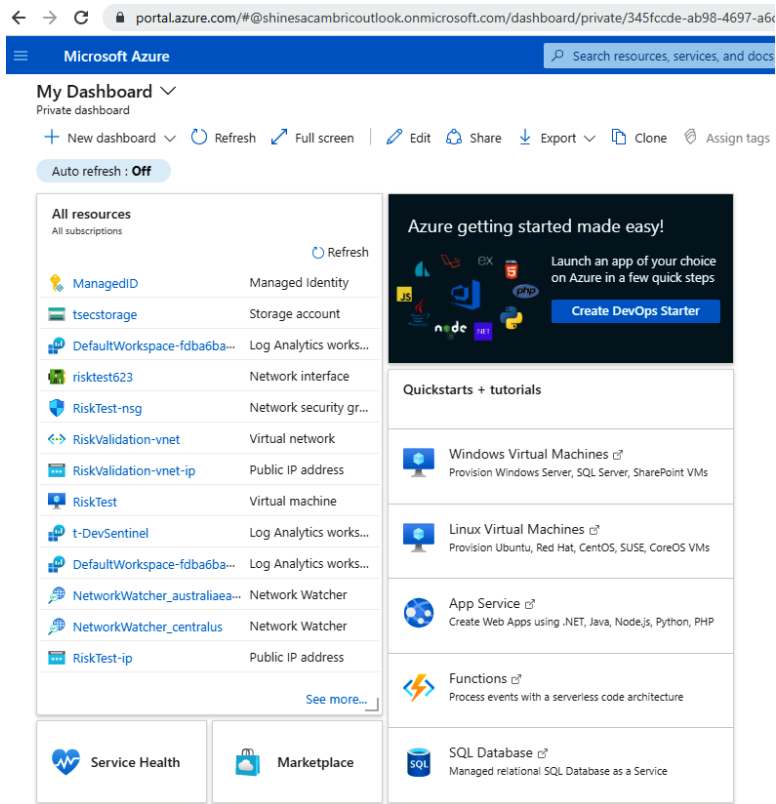 portal.azure.com/#@shinesacambricoutlook.onmicrosoft.com/dashboard/private/345fccde-ab98-4697-a6c
Microsoft Azure
Search resources, services, and docs
My Dashboard
Private dashboard
New dashboard Refresh Full screen Edit Share Export Clone Assign tags
Auto refresh : Off
All resources
All subscriptions
Refresh
ManagedID Managed Identity
tsecstorage Storage account
DefaultWorkspace-fdba6ba... Log Analytics works...
risktest623 Network interface
RiskTest-nsg Network security gr...
RiskValidation-vnet Virtual network
RiskValidation-vnet-ip Public IP address
RiskTest Virtual machine
t-DevSentinel Log Analytics works...
DefaultWorkspace-fdba6ba... Log Analytics works...
NetworkWatcher_australiaea... Network Watcher
NetworkWatcher_centralus Network Watcher
RiskTest-ip Public IP address
See more...
Service Health
Marketplace
Azure getting started made easy!
Launch an app of your choice
on Azure in a few quick steps
Create DevOps Starter
ex
5
JS
php
node
NET
Quickstarts + tutorials
Windows Virtual Machines
Provision Windows Server, SQL Server, SharePoint VMs
Linux Virtual Machines
Provision Ubuntu, Red Hat, CentOS, SUSE, CoreOS VMs
App Service
Create Web Apps using .NET, Java, Node.js, Python, PHP
Functions
Process events with a serverless code architecture
SQL
SQL Database
Managed relational SQL Database as a Service